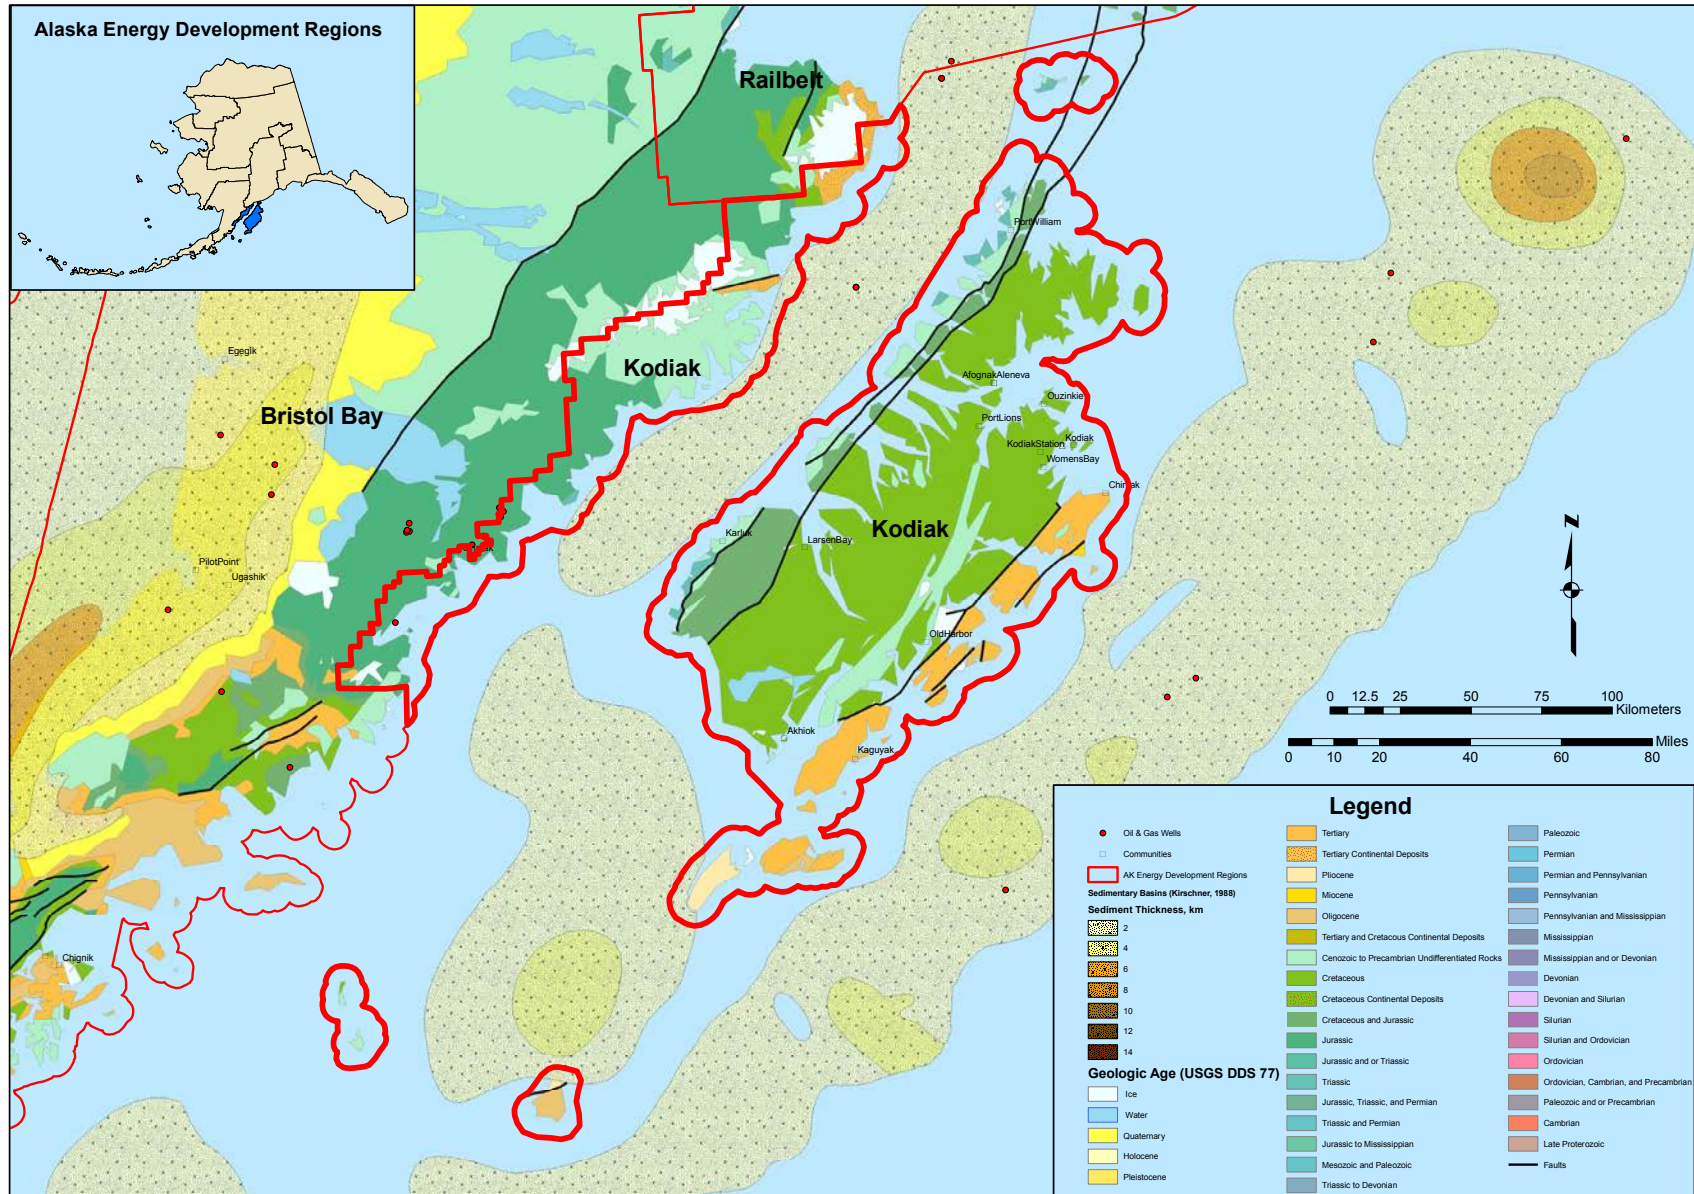 Alaska Energy Development Regions
Railbelt
Kodiak
Bristol Bay
Kodiak
Egegik
PilotPoint
Ugashik
Chignik
PortWilliam
AfognakAleneva
Ouzinkie
PortLions
KodiakStation
Kodiak
WomensBay
Chiniak
Karluk
LarsenBay
OldHarbor
Akhiok
Kaguyak
N
0 12.5 25 50 75 100
Kilometers
Miles
0 10 20 40 60 80
Legend
Oil & Gas Wells
Communities
AK Energy Development Regions
Sedimentary Basins (Kirschner, 1988)
Sediment Thickness, km
2
4
6
8
10
12
14
Geologic Age (USGS DDS 77)
Ice
Water
Quaternary
Holocene
Pleistocene
Tertiary
Tertiary Continental Deposits
Pliocene
Miocene
Oligocene
Tertiary and Cretacous Continental Deposits
Cenozoic to Precambrian Undifferentiated Rocks
Cretaceous
Cretaceous Continental Deposits
Cretaceous and Jurassic
Jurassic
Jurassic and or Triassic
Triassic
Jurassic, Triassic, and Permian
Triassic and Permian
Jurassic to Mississippian
Mesozoic and Paleozoic
Triassic to Devonian
Paleozoic
Permian
Permian and Pennsylvanian
Pennsylvanian
Pennsylvanian and Mississippian
Mississippian
Mississippian and or Devonian
Devonian
Devonian and Silurian
Silurian
Silurian and Ordovician
Ordovician
Ordovician, Cambrian, and Precambrian
Paleozoic and or Precambrian
Cambrian
Late Proterozoic
Faults